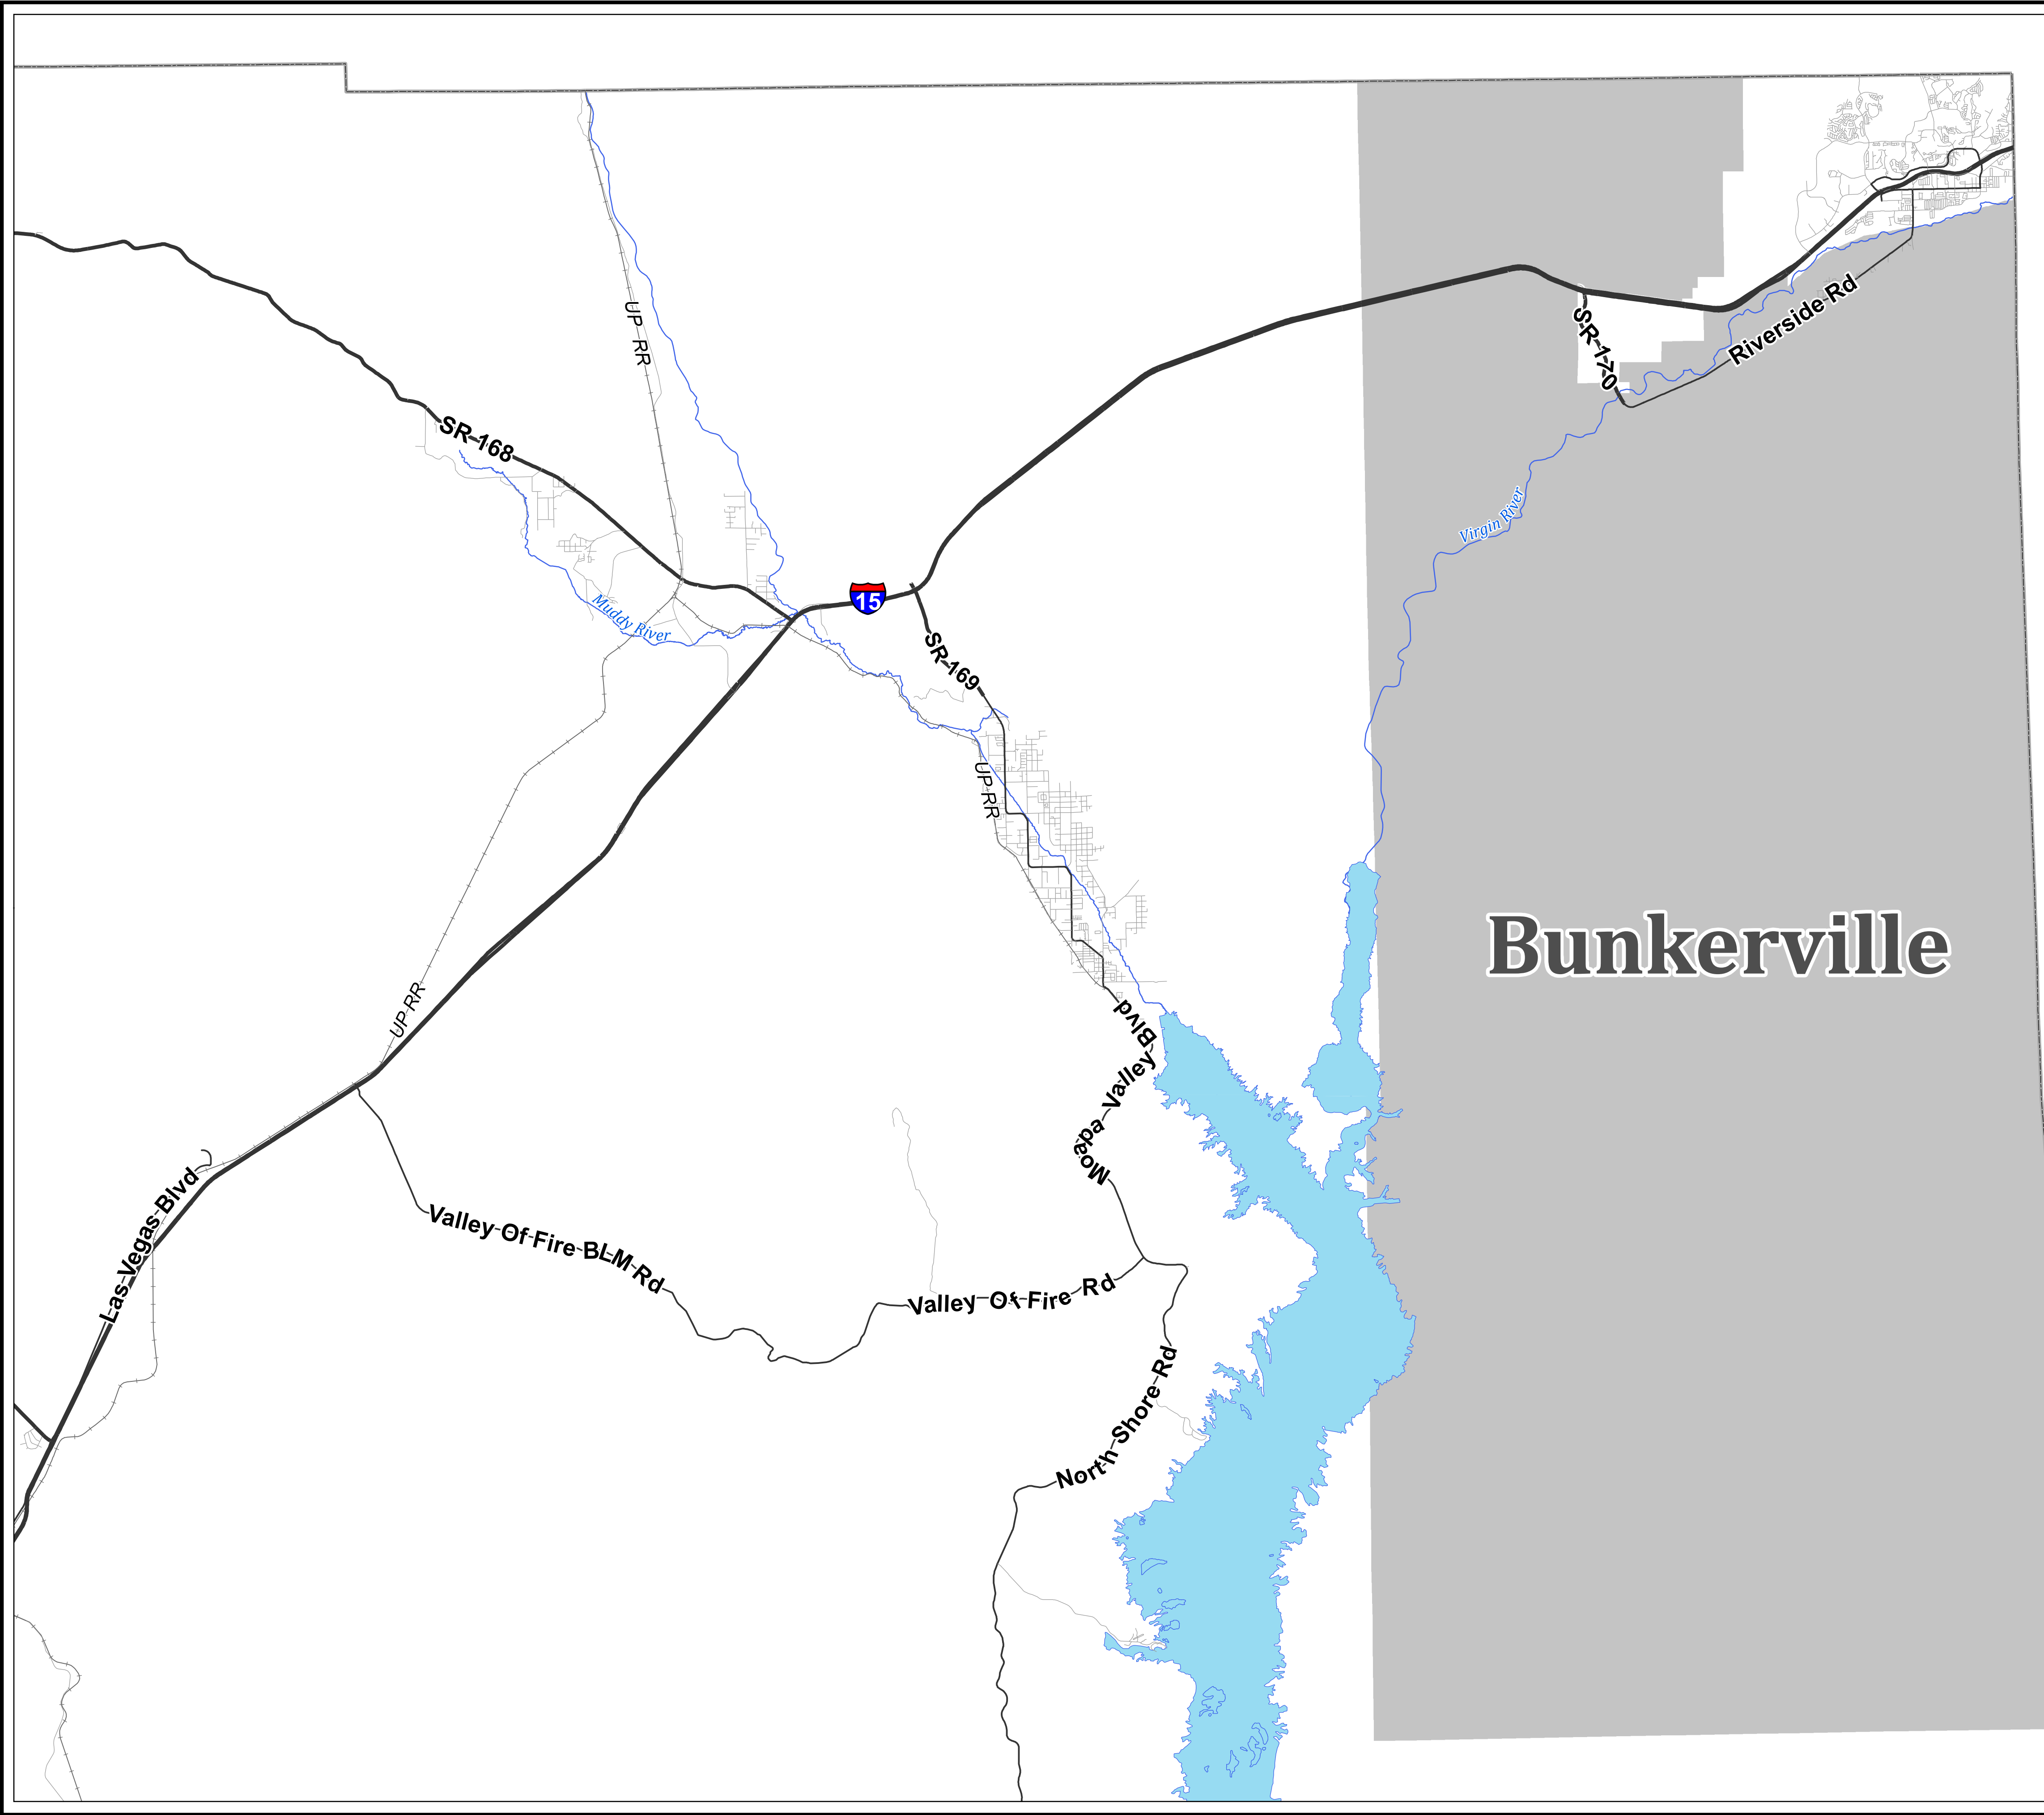 UP RR
SR-170
Riverside Rd
SR-168
Virgin River
15
Muddy River
SR-169
UP RR
Bunkerville
UP RR
Moapa Valley Blvd
Las Vegas Blvd
Valley Of Fire BLM Rd
Valley Of Fire Rd
North Shore Rd